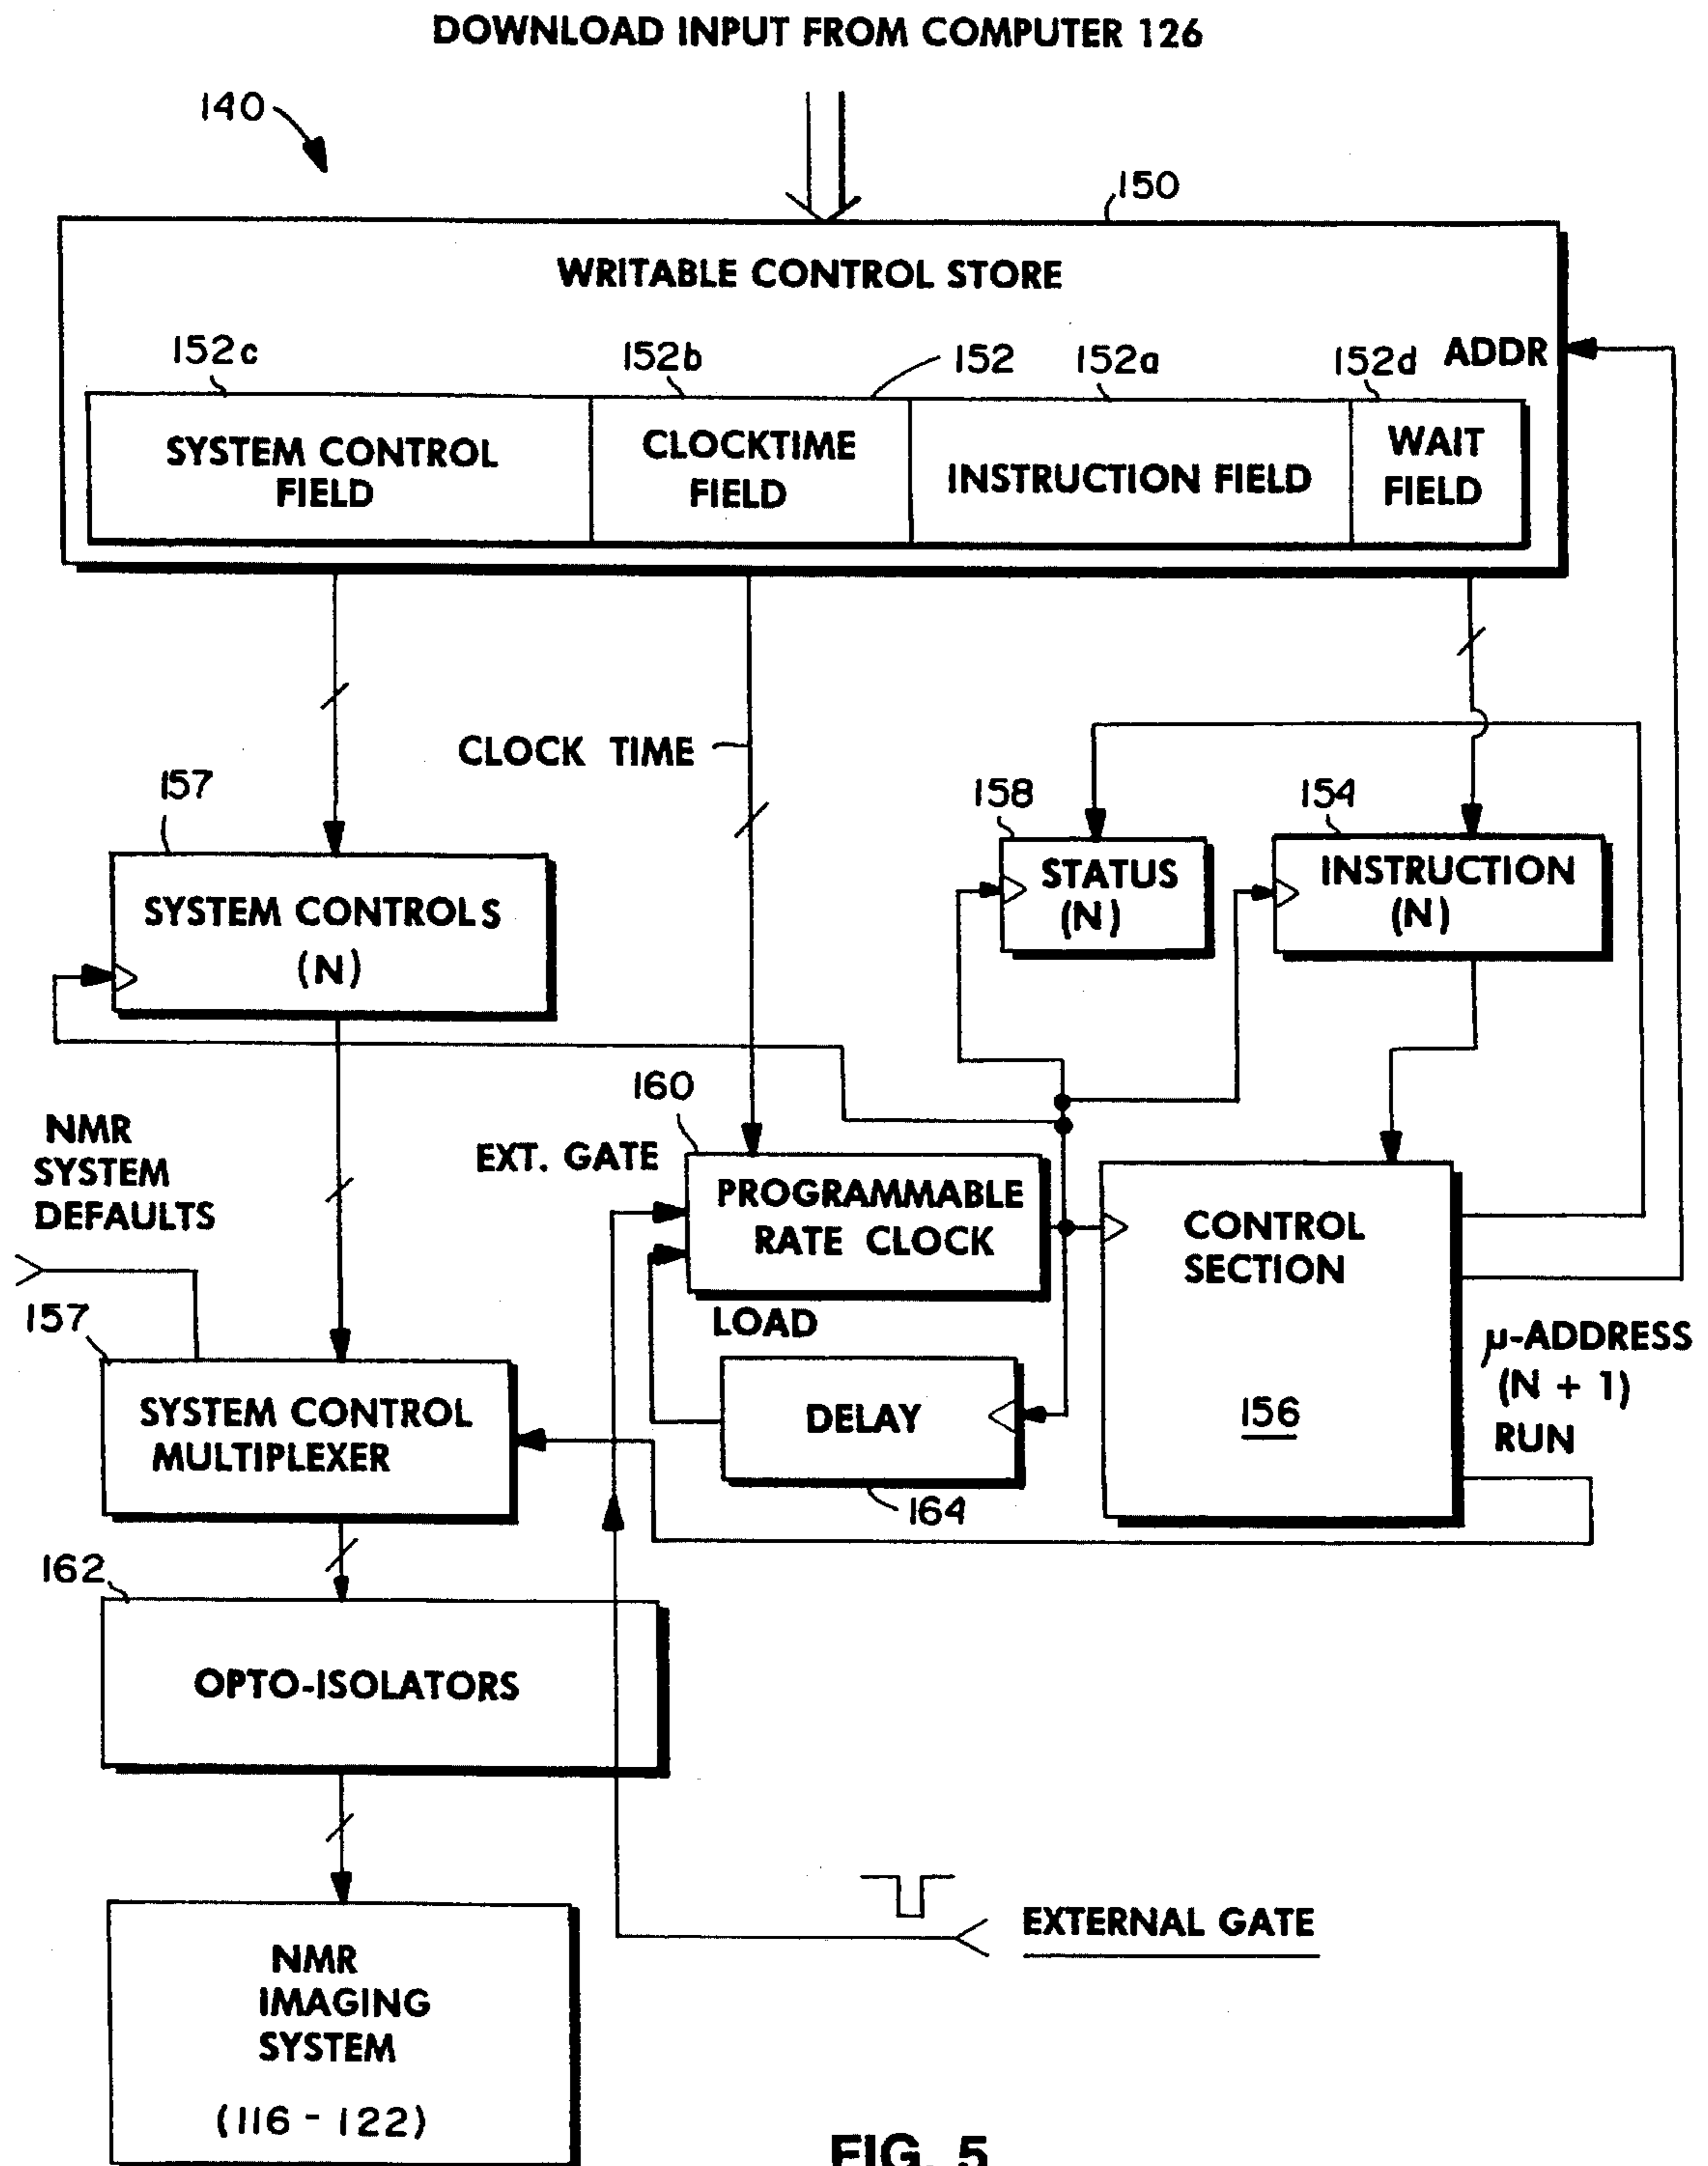 DOWNLOAD INPUT FROM COMPUTER 126
140
150
WRITABLE CONTROL STORE
152c
152b
152
152a
152d
ADDR
SYSTEM CONTROL
FIELD
CLOCKTIME
FIELD
INSTRUCTION FIELD
WAIT
FIELD
CLOCK TIME
157
SYSTEM CONTROLS
(N)
158
STATUS
(N)
154
INSTRUCTION
(N)
NMR
SYSTEM
DEFAULTS
160
EXT. GATE
PROGRAMMABLE
RATE CLOCK
LOAD
CONTROL
SECTION
156
μ-ADDRESS
(N + 1)
RUN
157
SYSTEM CONTROL
MULTIPLEXER
DELAY
164
162
OPTO-ISOLATORS
EXTERNAL GATE
NMR
IMAGING
SYSTEM
(116 - 122)
FIG. 5